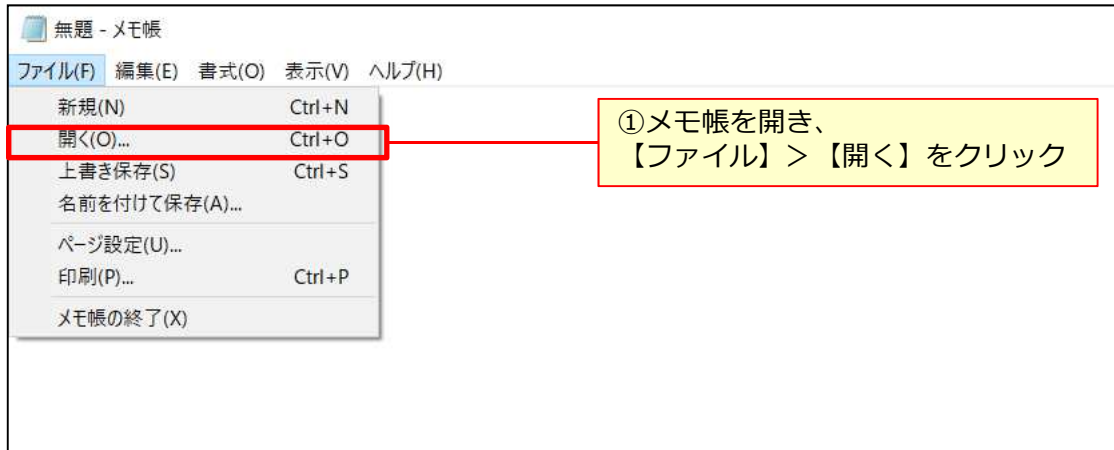 無題 - メモ帳
ファイル(F) 編集(E) 書式(O) 表示(V) ヘルプ(H)
新規(N) Ctrl+N
開く(O)... Ctrl+O
上書き保存(S) Ctrl+S
名前を付けて保存(A)...
ページ設定(U)...
印刷(P)... Ctrl+P
メモ帳の終了(X)
①メモ帳を開き、
【ファイル】＞【開く】をクリック